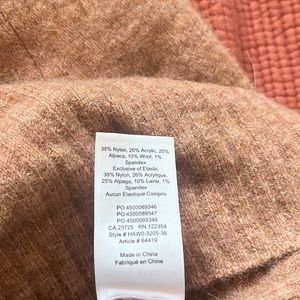 38% Nylon, 26% Acrylic, 25%
Alpaca, 10% Wool, 1%
Spandex
Exclusive of Elastic
38% Nylon, 26% Acrylique,
25% Alpaga, 10% Laine, 1%
Spandex
Aucun Élastique Compris
PO 4500089346
PO 4500089347
PO 4500089348
CA 23725 RN 122354
Style # HAW0-3205-36
Article # 64419
Made in China
Fabriqué en Chine